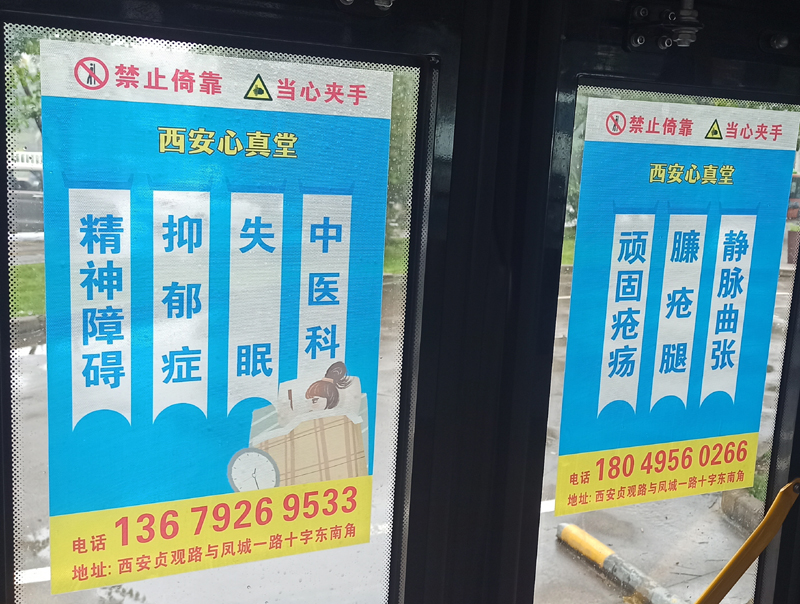 禁止倚靠 当心夹手
西安心真堂
精神障碍
抑郁症
失眠
中医科
电话 136 7926 9533
地址: 西安贞观路与凤城一路十字东南角
禁止倚靠 当心夹手
西安心真堂
顽固疮疡
臁疮腿
静脉曲张
电话 180 4956 0266
地址: 西安贞观路与凤城一路十字东南角